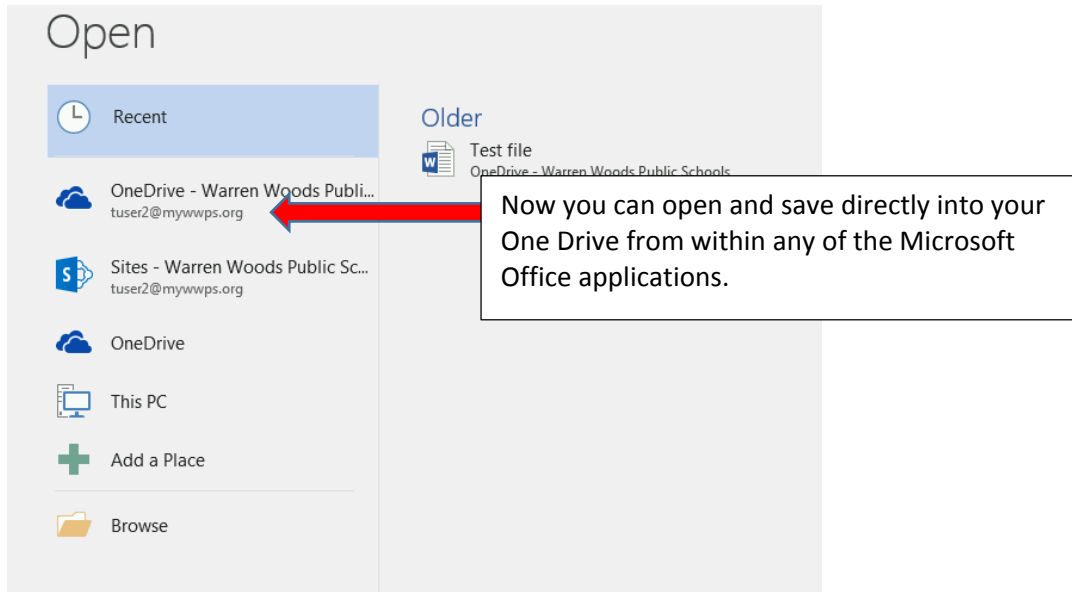 Open
Recent
OneDrive - Warren Woods Publi...
tuser2@mywwps.org
Sites - Warren Woods Public Sc...
tuser2@mywwps.org
OneDrive
This PC
Add a Place
Browse
Older
Test file
OneDrive - Warren Woods Public Schools
Now you can open and save directly into your
One Drive from within any of the Microsoft
Office applications.